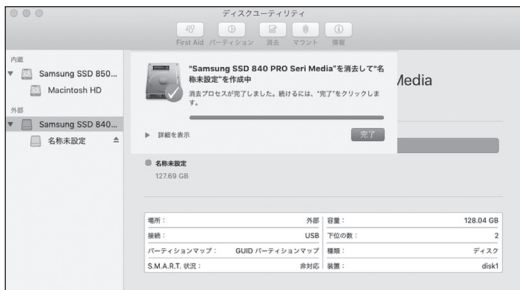 ディスクユーティリティ
First Aid パーティション 消去 マウント 情報
内蔵
Samsung SSD 850...
Macintosh HD
外部
Samsung SSD 840...
名称未設定
"Samsung SSD 840 PRO Seri Media"を消去して"名
称未設定"を作成中
消去プロセスが完了しました。続けるには、"完了"をクリックしま
す。
詳細を表示
完了
Media
名称未設定
127.69 GB
場所： 外部 容量： 128.04 GB
接続： USB 下位の数： 2
パーティションマップ： GUID パーティションマップ 種類： ディスク
S.M.A.R.T. 状況： 非対応 装置： disk1